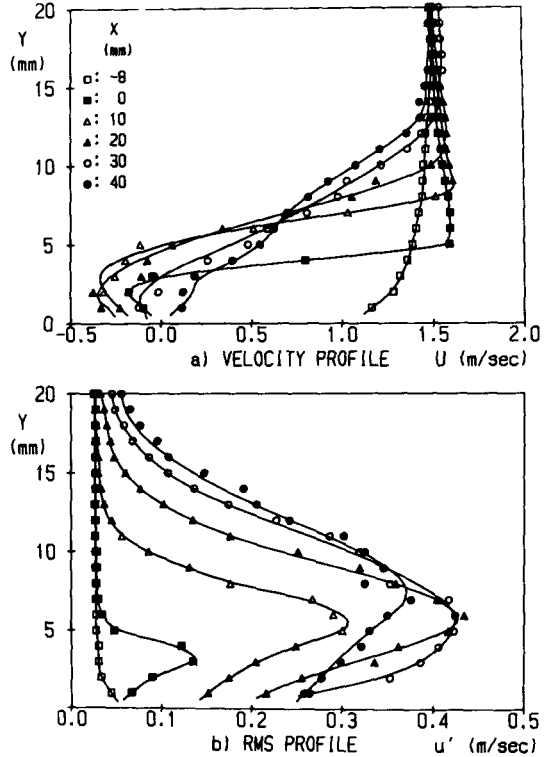 20
Y
(mm)
X
(mm)
□: -8
■: 0
△: 10
▲: 20
○: 30
●: 40
15
10
5
0
-0.5 0.0 0.5 1.0 1.5 2.0
a) VELOCITY PROFILE U (m/sec)
20
Y
(mm)
15
10
5
0.0 0.1 0.2 0.3 0.4 0.5
b) RMS PROFILE u' (m/sec)